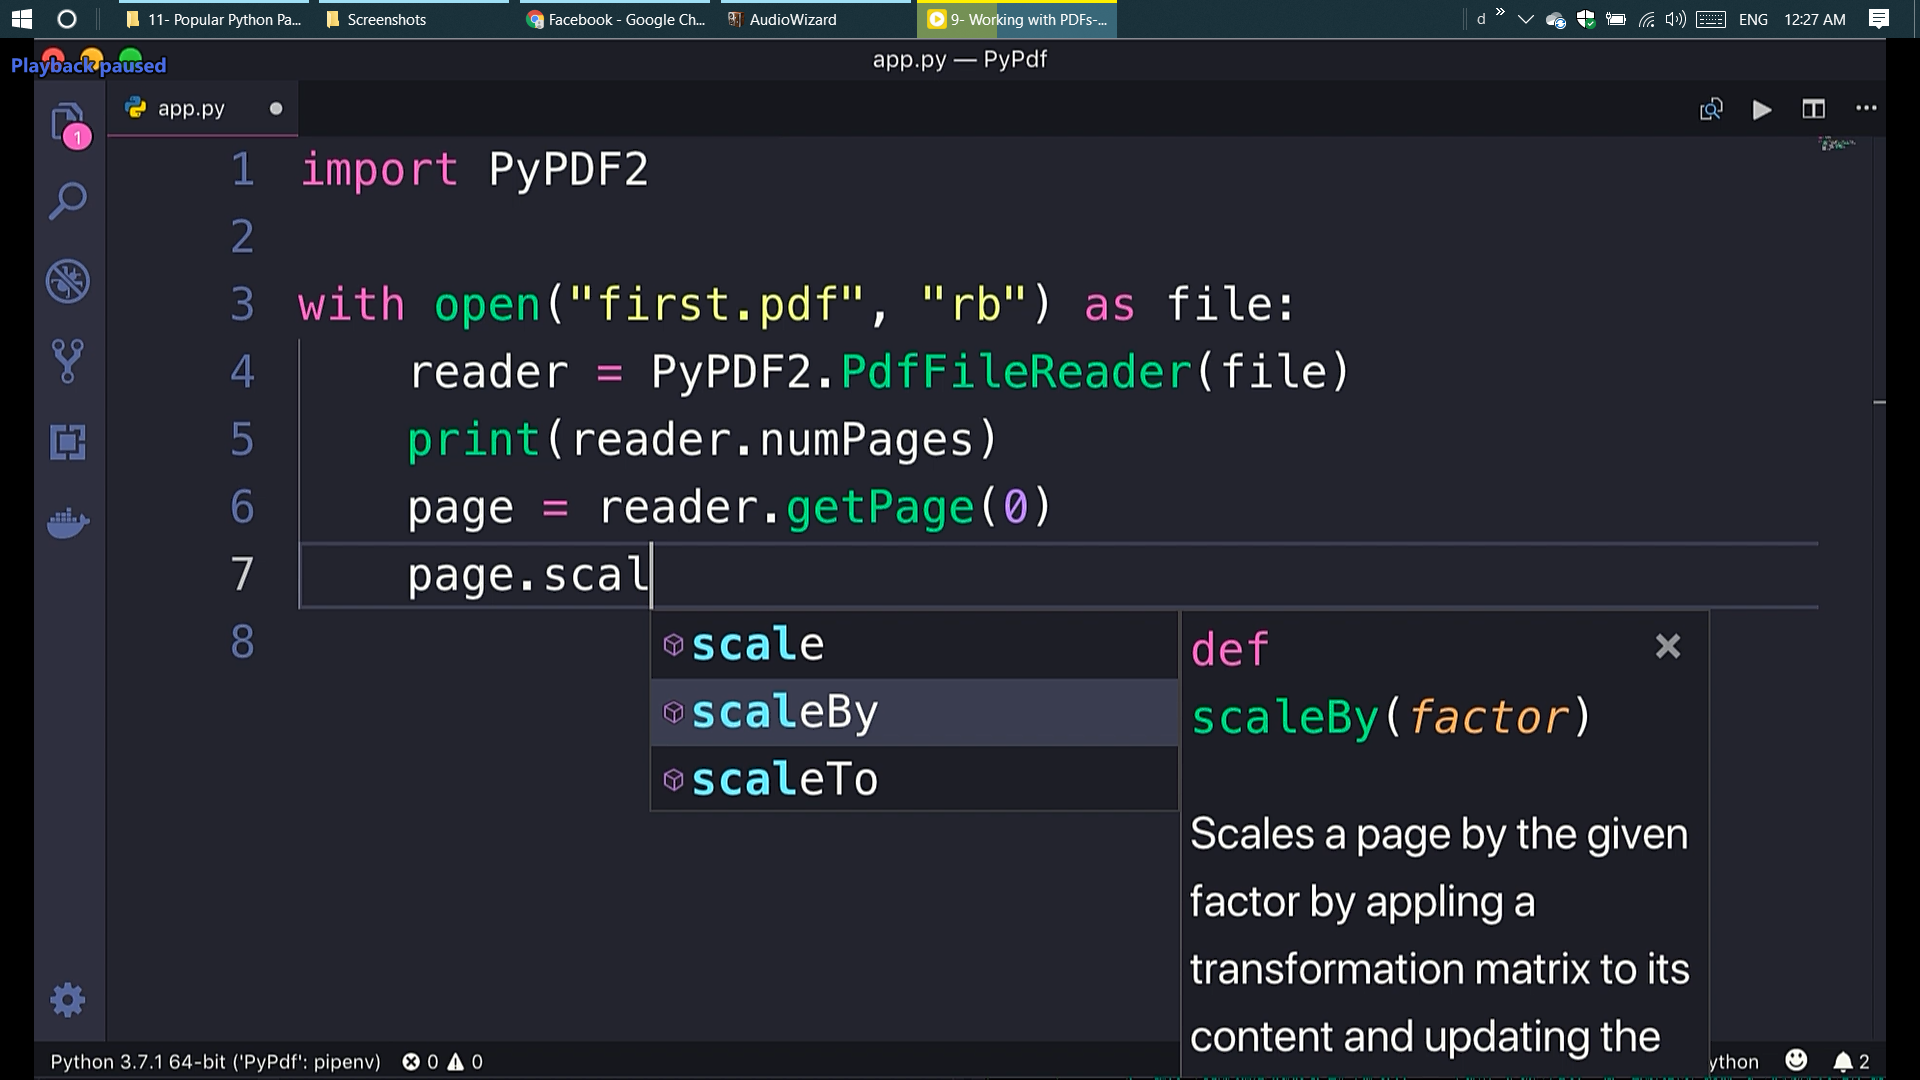 11- Popular Python Pa...
Screenshots
Facebook - Google Ch...
AudioWizard
9- Working with PDFs-...
d
»
ENG
12:27 AM
Playback paused
app.py — PyPdf
app.py
1
1 import PyPDF2
2
3 with open("first.pdf", "rb") as file:
4 reader = PyPDF2.PdfFileReader(file)
5 print(reader.numPages)
6 page = reader.getPage(0)
7 page.scal
8
scale
scaleBy
scaleTo
def
scaleBy(factor)
Scales a page by the given
factor by appling a
transformation matrix to its
content and updating the
Python 3.7.1 64-bit ('PyPdf': pipenv)
0
0
ython
2